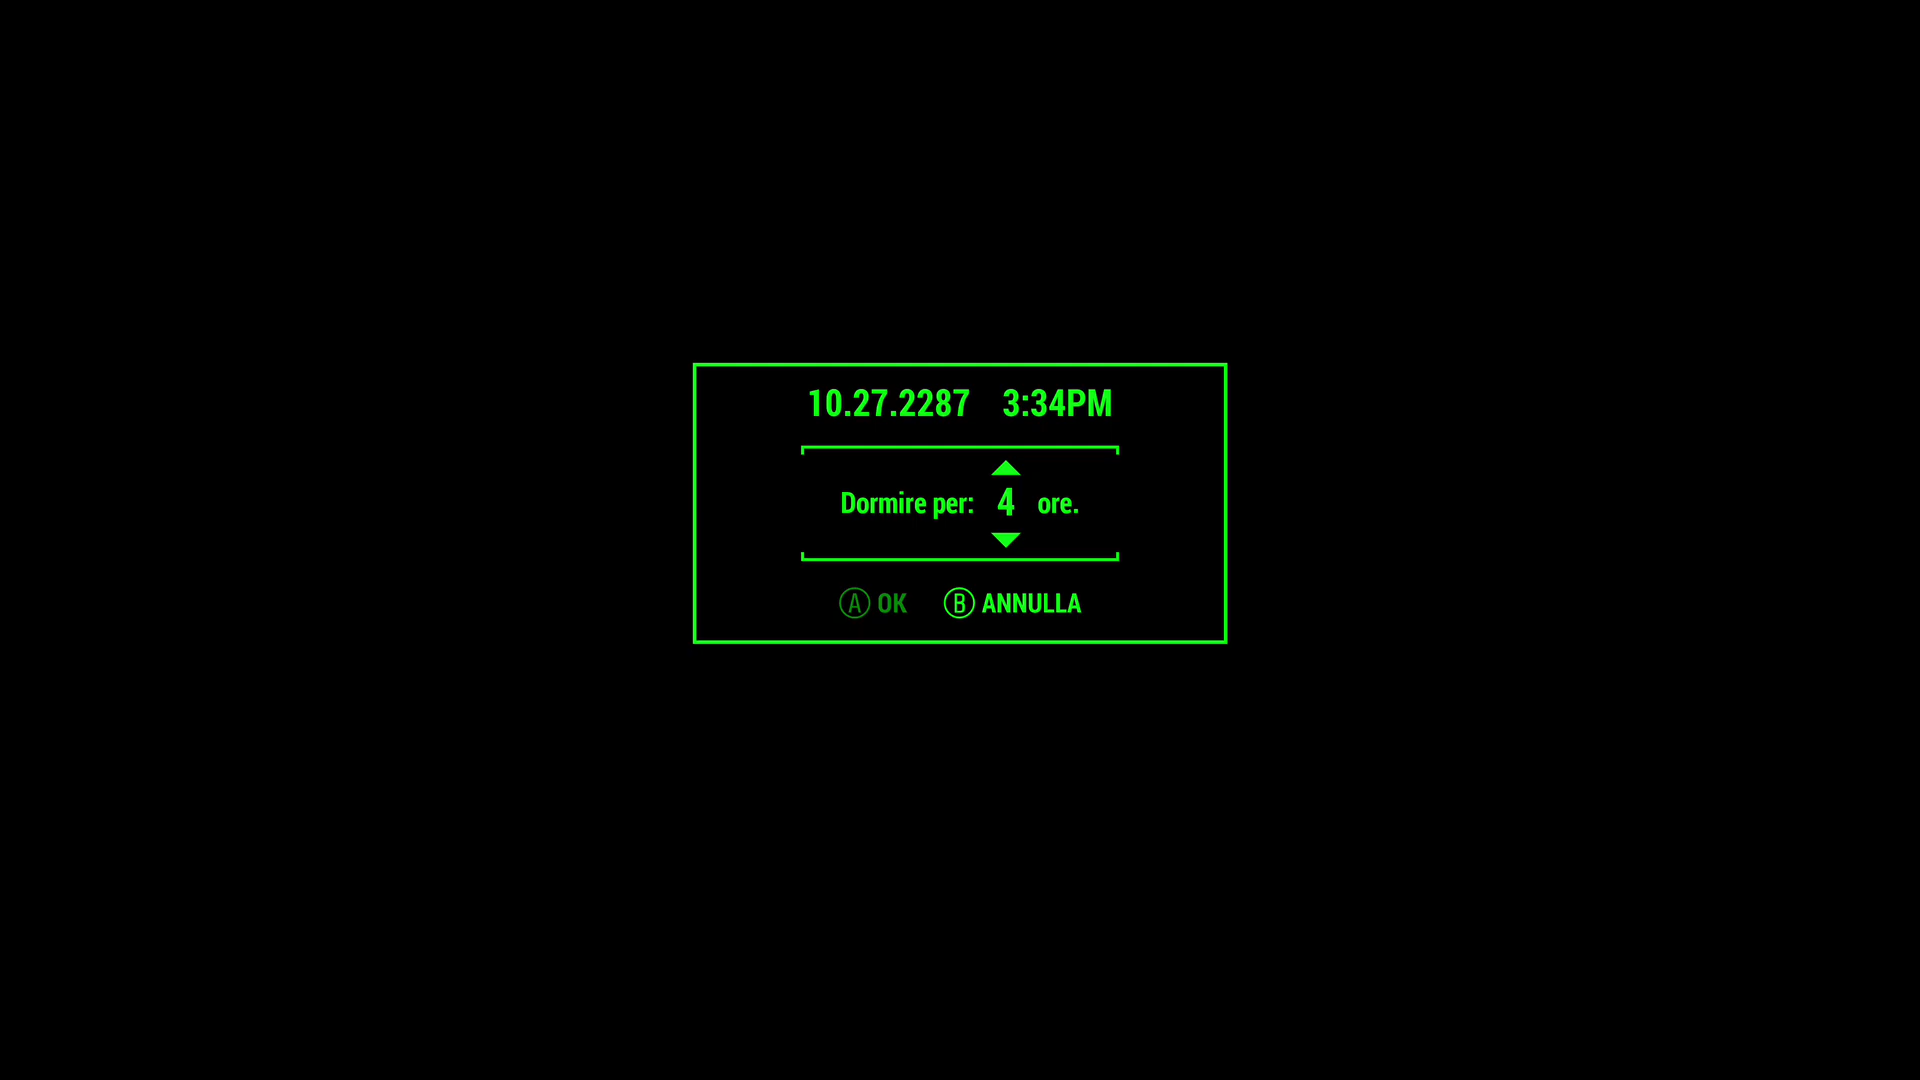 10.27.2287 3:34PM
Dormire per: 4 ore.
Ⓐ OK Ⓑ ANNULLA